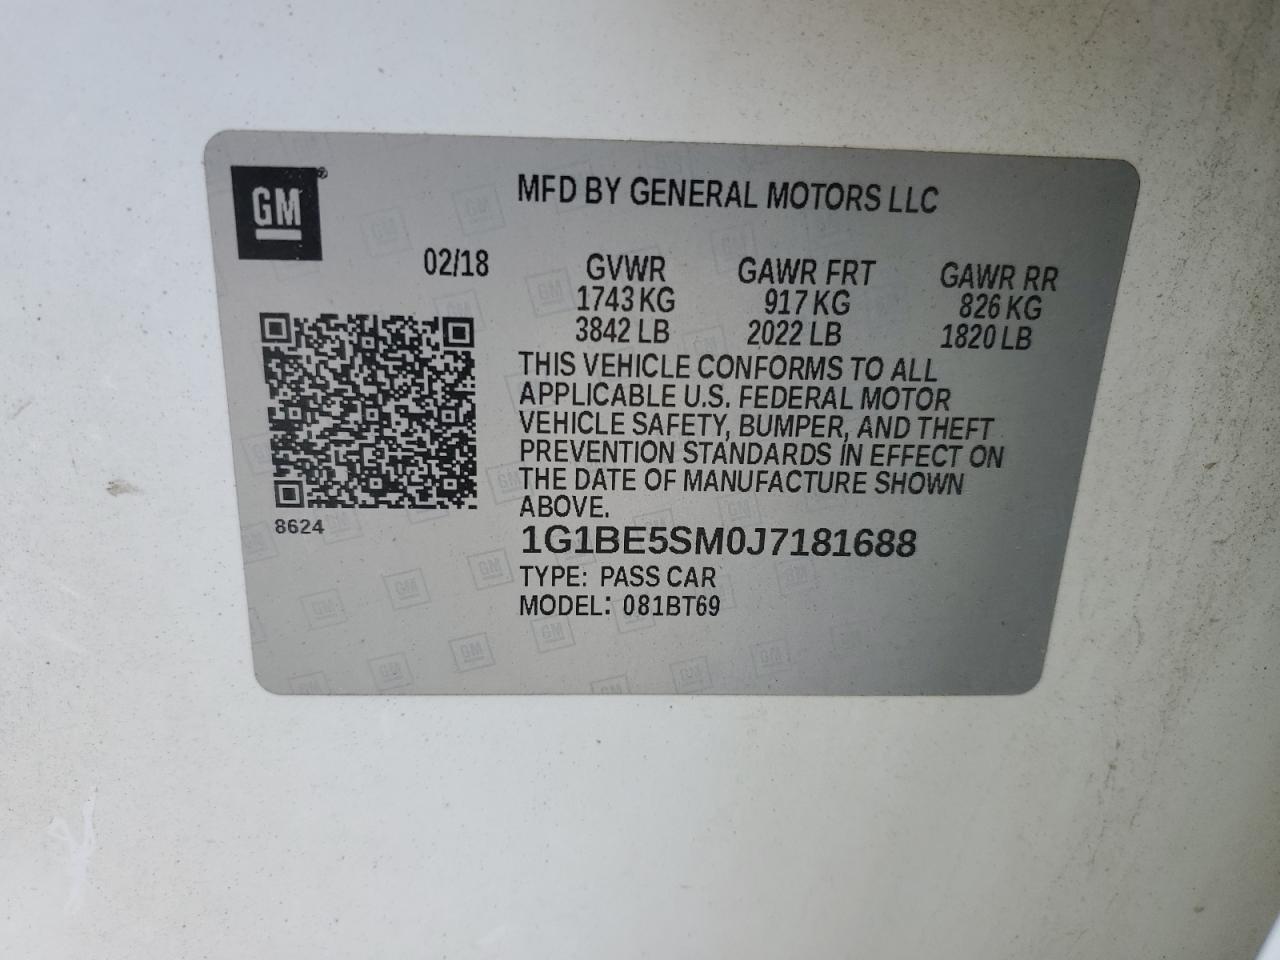 GM®
MFD BY GENERAL MOTORS LLC
02/18
GVWR GAWR FRT GAWR RR
1743 KG 917 KG 826 KG
3842 LB 2022 LB 1820 LB
THIS VEHICLE CONFORMS TO ALL
APPLICABLE U.S. FEDERAL MOTOR
VEHICLE SAFETY, BUMPER, AND THEFT
PREVENTION STANDARDS IN EFFECT ON
THE DATE OF MANUFACTURE SHOWN
ABOVE.
8624
1G1BE5SM0J7181688
TYPE: PASS CAR
MODEL: 081BT69